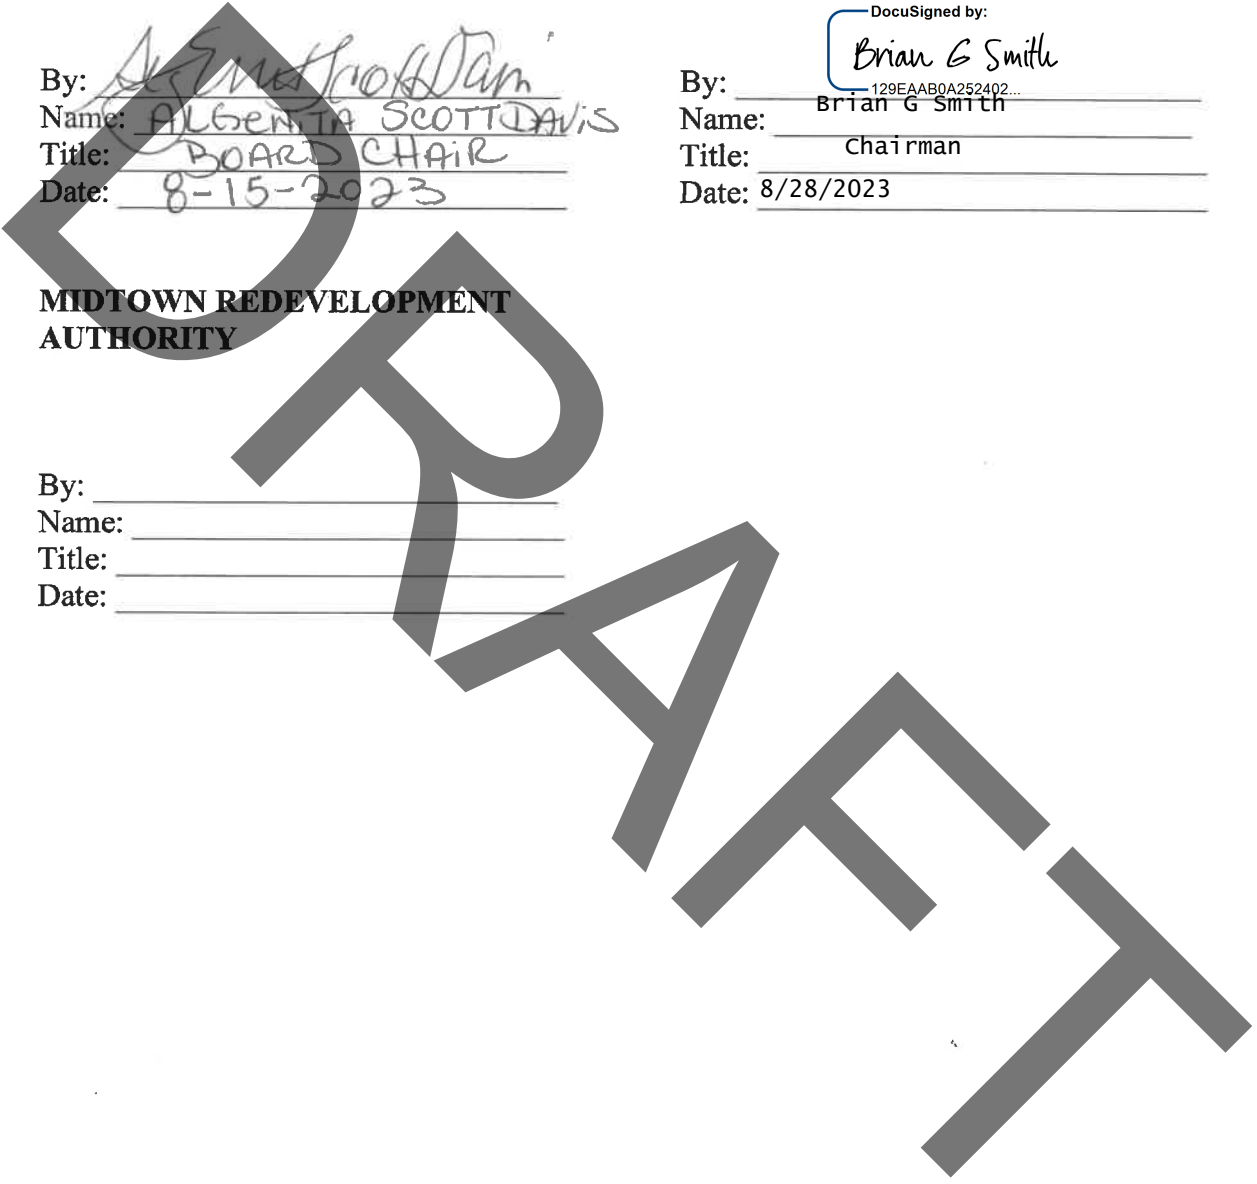 DocuSigned by:
Brian G Smith
129EAAB0A252402...
By:
Name: ALGENITA SCOTT DAVIS
Title: BOARD CHAIR
Date: 8-15-2023
By:
Name: Brian G Smith
Title: Chairman
Date: 8/28/2023
MIDTOWN REDEVELOPMENT
AUTHORITY
By:
Name:
Title:
Date:
DRAFT